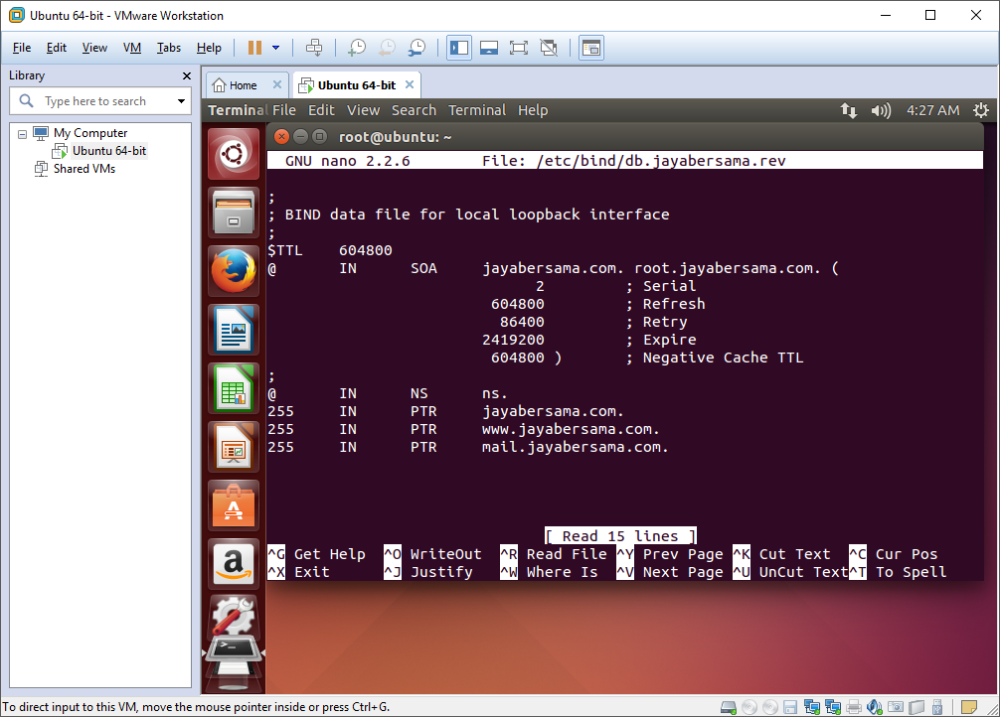 Ubuntu 64-bit - VMware Workstation
File Edit View VM Tabs Help
Library
Type here to search
My Computer
Ubuntu 64-bit
Shared VMs
Home Ubuntu 64-bit
Terminal File Edit View Search Terminal Help 4:27 AM
root@ubuntu: ~
GNU nano 2.2.6 File: /etc/bind/db.jayabersama.rev
;
; BIND data file for local loopback interface
;
$TTL 604800
@ IN SOA jayabersama.com. root.jayabersama.com. (
2 ; Serial
604800 ; Refresh
86400 ; Retry
2419200 ; Expire
604800 ) ; Negative Cache TTL
;
@ IN NS ns.
255 IN PTR jayabersama.com.
255 IN PTR www.jayabersama.com.
255 IN PTR mail.jayabersama.com.
[ Read 15 lines ]
^G Get Help ^O WriteOut ^R Read File ^Y Prev Page ^K Cut Text ^C Cur Pos
^X Exit ^J Justify ^W Where Is ^V Next Page ^U UnCut Text ^T To Spell
To direct input to this VM, move the mouse pointer inside or press Ctrl+G.